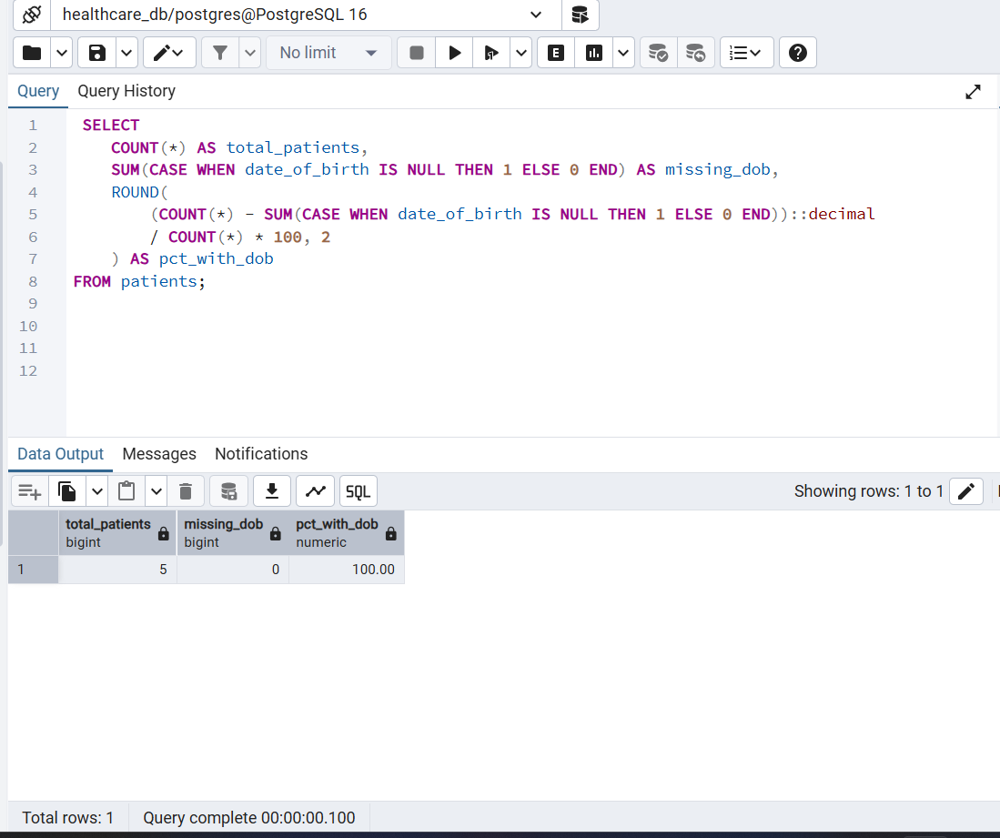 healthcare_db/postgres@PostgreSQL 16
No limit
E
Query Query History
1 SELECT
2 COUNT(*) AS total_patients,
3 SUM(CASE WHEN date_of_birth IS NULL THEN 1 ELSE 0 END) AS missing_dob,
4 ROUND(
5 (COUNT(*) - SUM(CASE WHEN date_of_birth IS NULL THEN 1 ELSE 0 END))::decimal
6 / COUNT(*) * 100, 2
7 ) AS pct_with_dob
8 FROM patients;
9
10
11
12
Data Output Messages Notifications
SQL Showing rows: 1 to 1
total_patients missing_dob pct_with_dob
bigint bigint numeric
1 5 0 100.00
Total rows: 1 Query complete 00:00:00.100